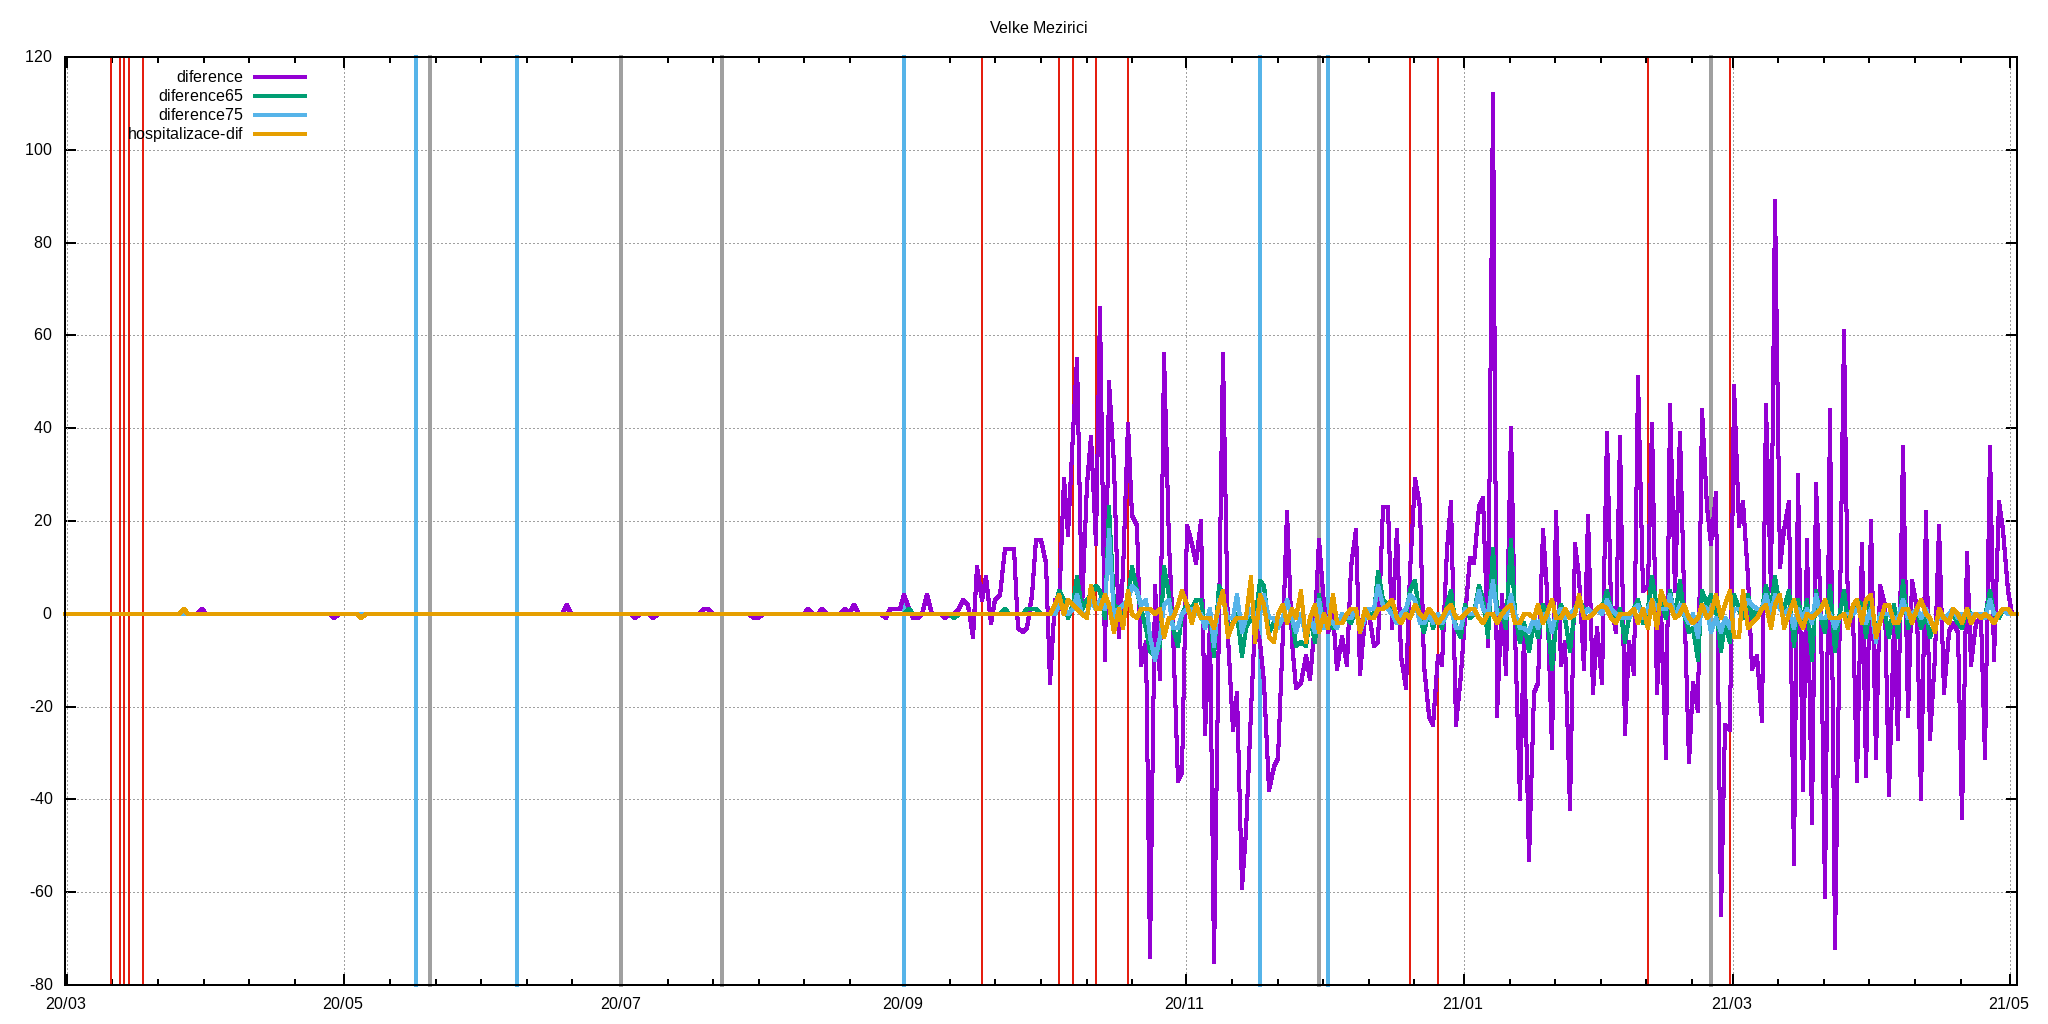 Velke Mezirici
120
100
80
60
40
20
0
-20
-40
-60
-80
diference
diference65
diference75
hospitalizace-dif
20/03 20/05 20/07 20/09 20/11 21/01 21/03 21/05